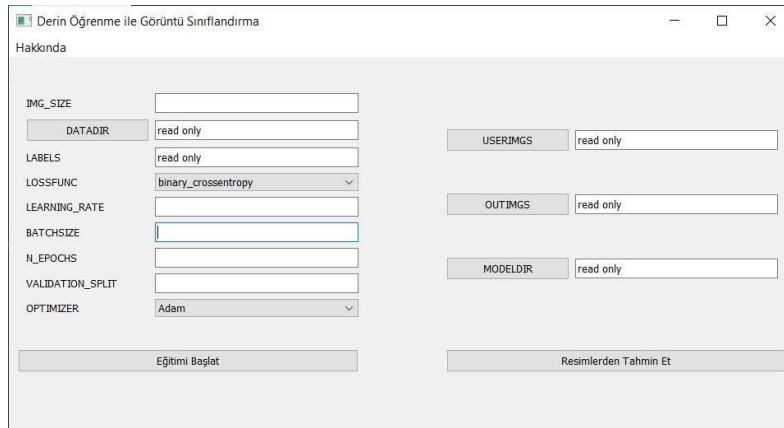 Derin Öğrenme ile Görüntü Sınıflandırma
Hakkında
IMG_SIZE
DATADIR read only
LABELS read only
LOSSFUNC binary_crossentropy
LEARNING_RATE
BATCHSIZE
N_EPOCHS
VALIDATION_SPLIT
OPTIMIZER Adam
Eğitimi Başlat
USERIMGS read only
OUTIMGS read only
MODELDIR read only
Resimlerden Tahmin Et